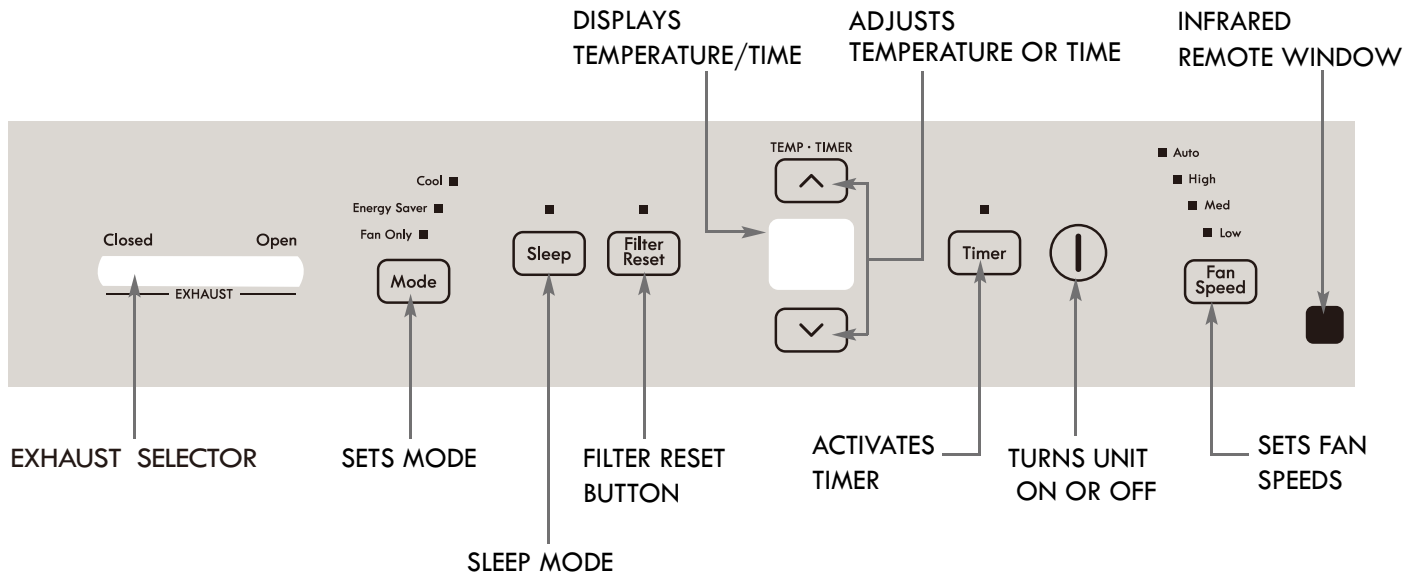 DISPLAYS
TEMPERATURE/TIME
ADJUSTS
TEMPERATURE OR TIME
INFRARED
REMOTE WINDOW
Closed
Open
EXHAUST
Cool
Energy Saver
Fan Only
Mode
Sleep
Filter
Reset
TEMP · TIMER
Timer
Auto
High
Med
Low
Fan
Speed
EXHAUST SELECTOR
SETS MODE
SLEEP MODE
FILTER RESET
BUTTON
ACTIVATES
TIMER
TURNS UNIT
ON OR OFF
SETS FAN
SPEEDS